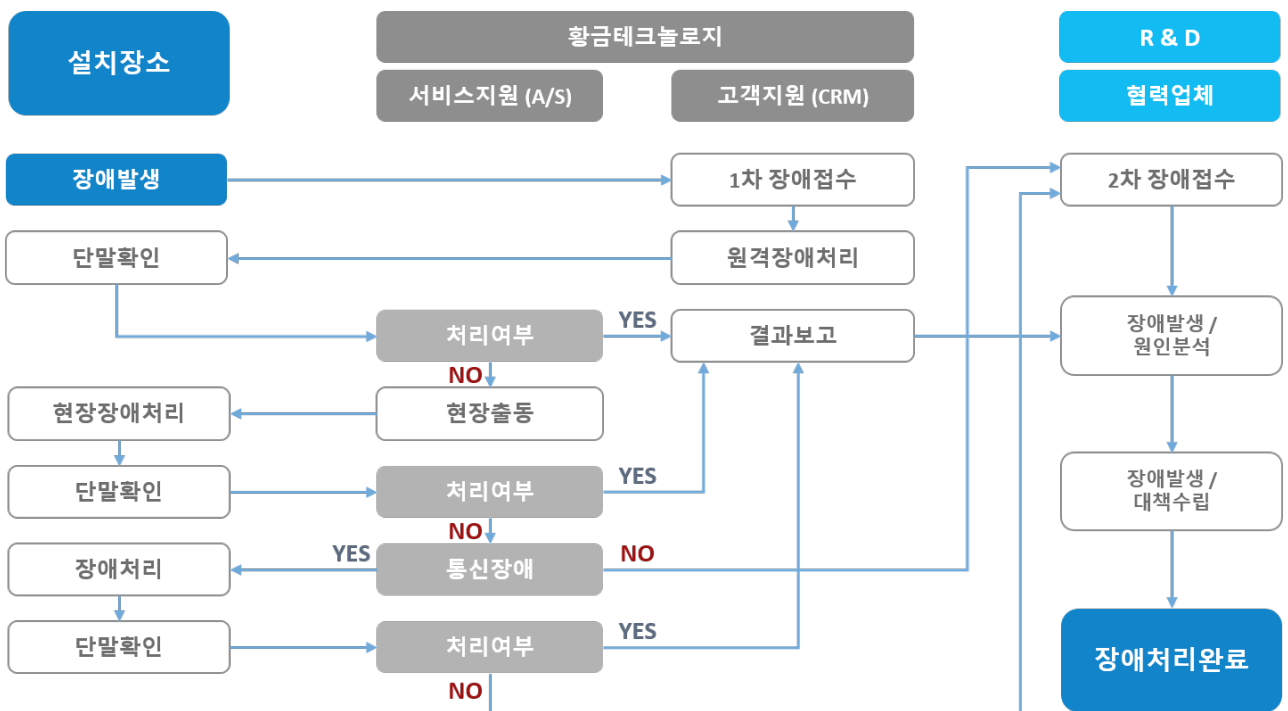 설치장소
황금테크놀로지
R & D
서비스지원 (A/S)
고객지원 (CRM)
협력업체
장애발생
1차 장애접수
2차 장애접수
단말확인
원격장애처리
처리여부
YES
결과보고
장애발생 /
원인분석
NO
현장장애처리
현장출동
단말확인
처리여부
YES
장애발생 /
대책수립
NO
장애처리
YES
통신장애
NO
단말확인
처리여부
YES
장애처리완료
NO